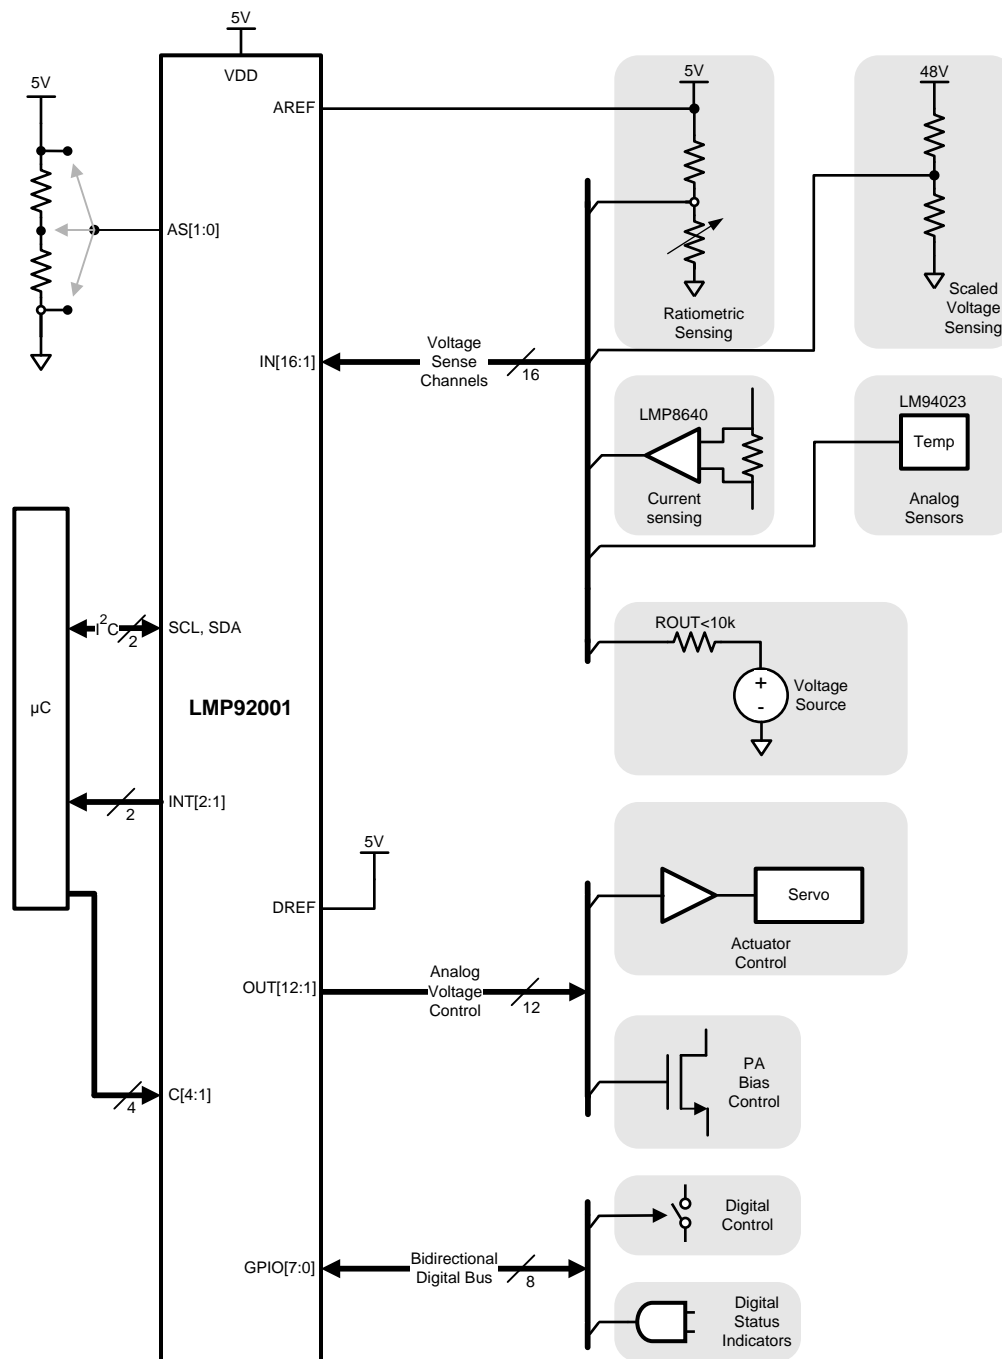 5V
VDD
5V
AREF
AS[1:0]
5V
Ratiometric
Sensing
48V
Scaled
Voltage
Sensing
IN[16:1]
Voltage
Sense
Channels
16
LMP8640
Current
sensing
LM94023
Temp
Analog
Sensors
µC
I2C
2
SCL, SDA
LMP92001
ROUT<10k
+
-
Voltage
Source
2
INT[2:1]
5V
DREF
Servo
Actuator
Control
OUT[12:1]
Analog
Voltage
Control
12
PA
Bias
Control
4
C[4:1]
Digital
Control
GPIO[7:0]
Bidirectional
Digital Bus
8
Digital
Status
Indicators